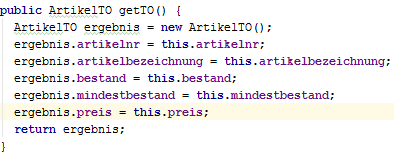 public ArtikelTO getTO() {
ArtikelTO ergebnis = new ArtikelTO();
ergebnis.artikelnr = this.artikelnr;
ergebnis.artikelbezeichnung = this.artikelbezeichnung;
ergebnis.bestand = this.bestand;
ergebnis.mindestbestand = this.mindestbestand;
ergebnis.preis = this.preis;
return ergebnis;
}